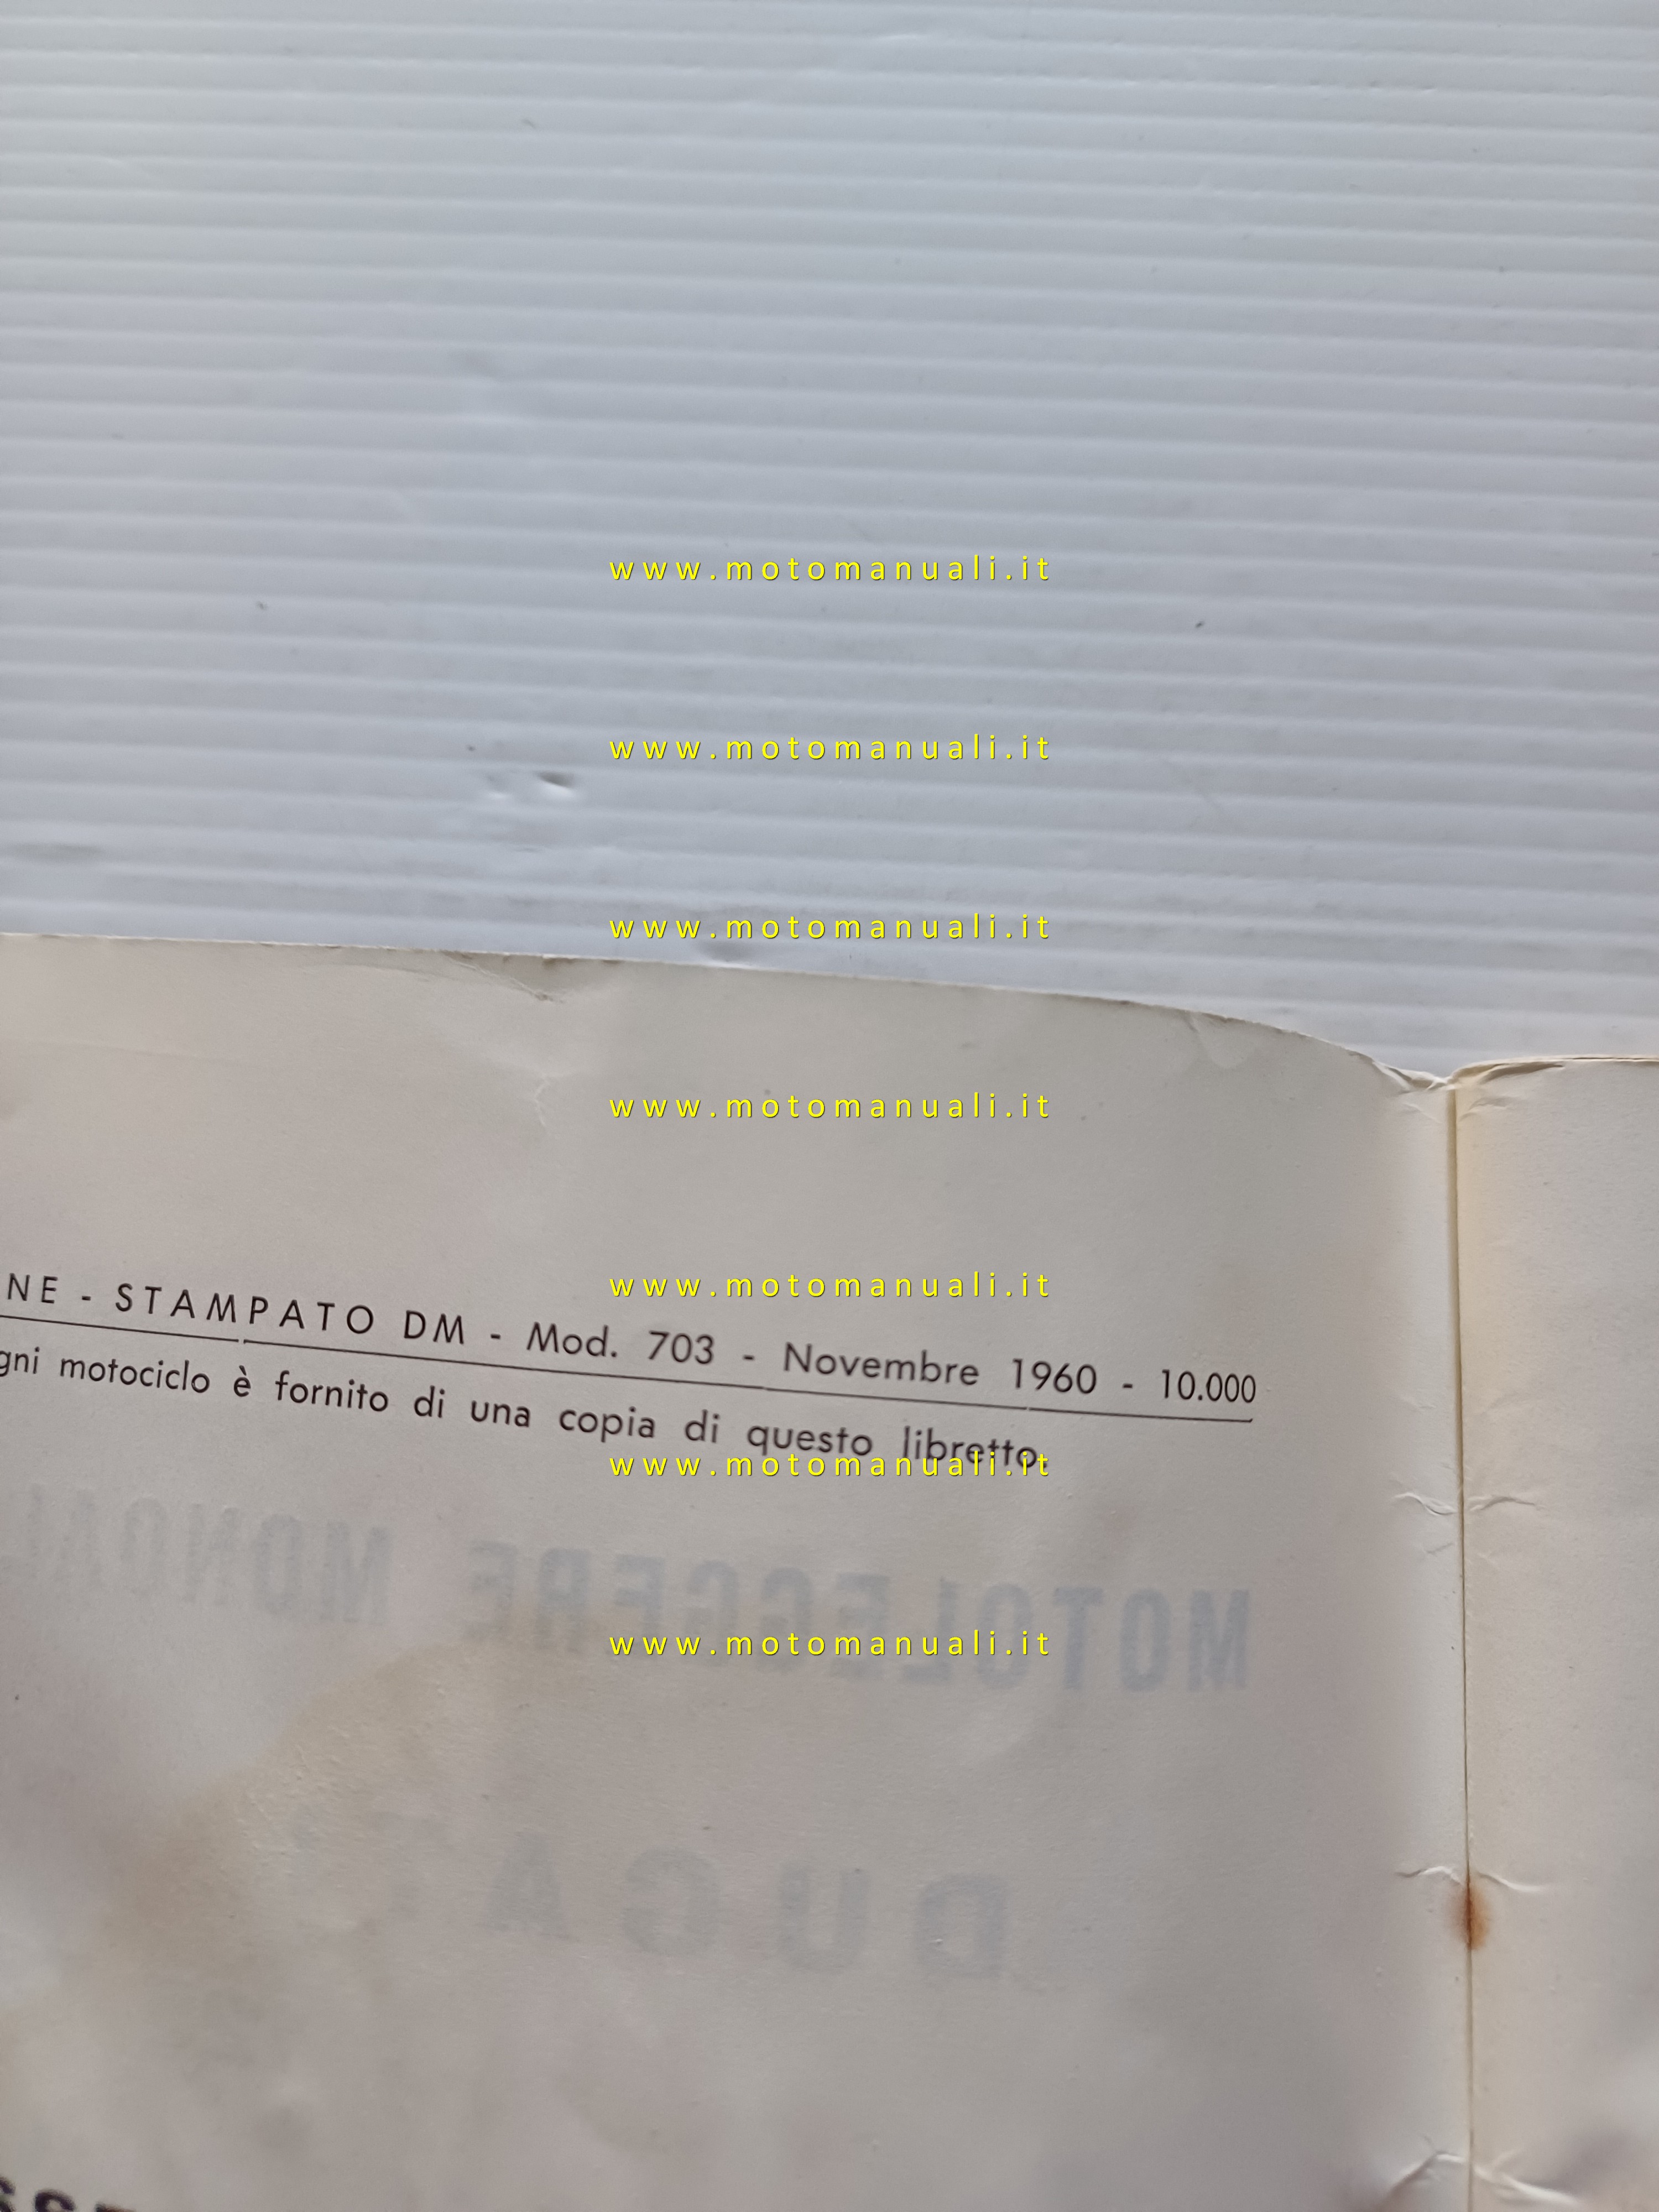 www.motomanuali.it
www.motomanuali.it
www.motomanuali.it
www.motomanuali.it
www.motomanuali.it
NE - STAMPATO DM - Mod. 703 - Novembre 1960 - 10.000
gni motociclo è fornito di una copia di questo libretto.
www.motomanuali.it
MOTOLEGGERE
www.motomanuali.it